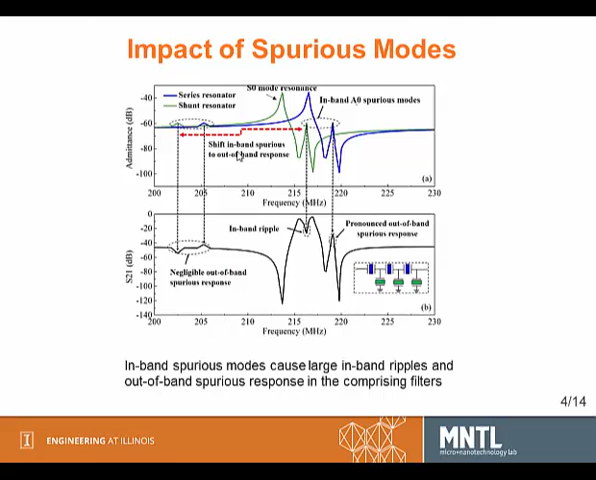 Impact of Spurious Modes
Series resonator
Shunt resonator
S0 mode resonance
In-band A0 spurious modes
Shift in-band spurious
to out-of-band response
(a)
Admittance (dB)
-40
-60
-80
-100
200
205
210
215
220
225
230
Frequency (MHz)
0
-20
-40
-60
-80
-100
-120
-140
S21 (dB)
In-band ripple
Pronounced out-of-band
spurious response
Negligible out-of-band
spurious response
(b)
200
205
210
215
220
225
230
Frequency (MHz)
In-band spurious modes cause large in-band ripples and
out-of-band spurious response in the comprising filters
4/14
I
ENGINEERING AT ILLINOIS
MNTL
micro+nanotechnology lab